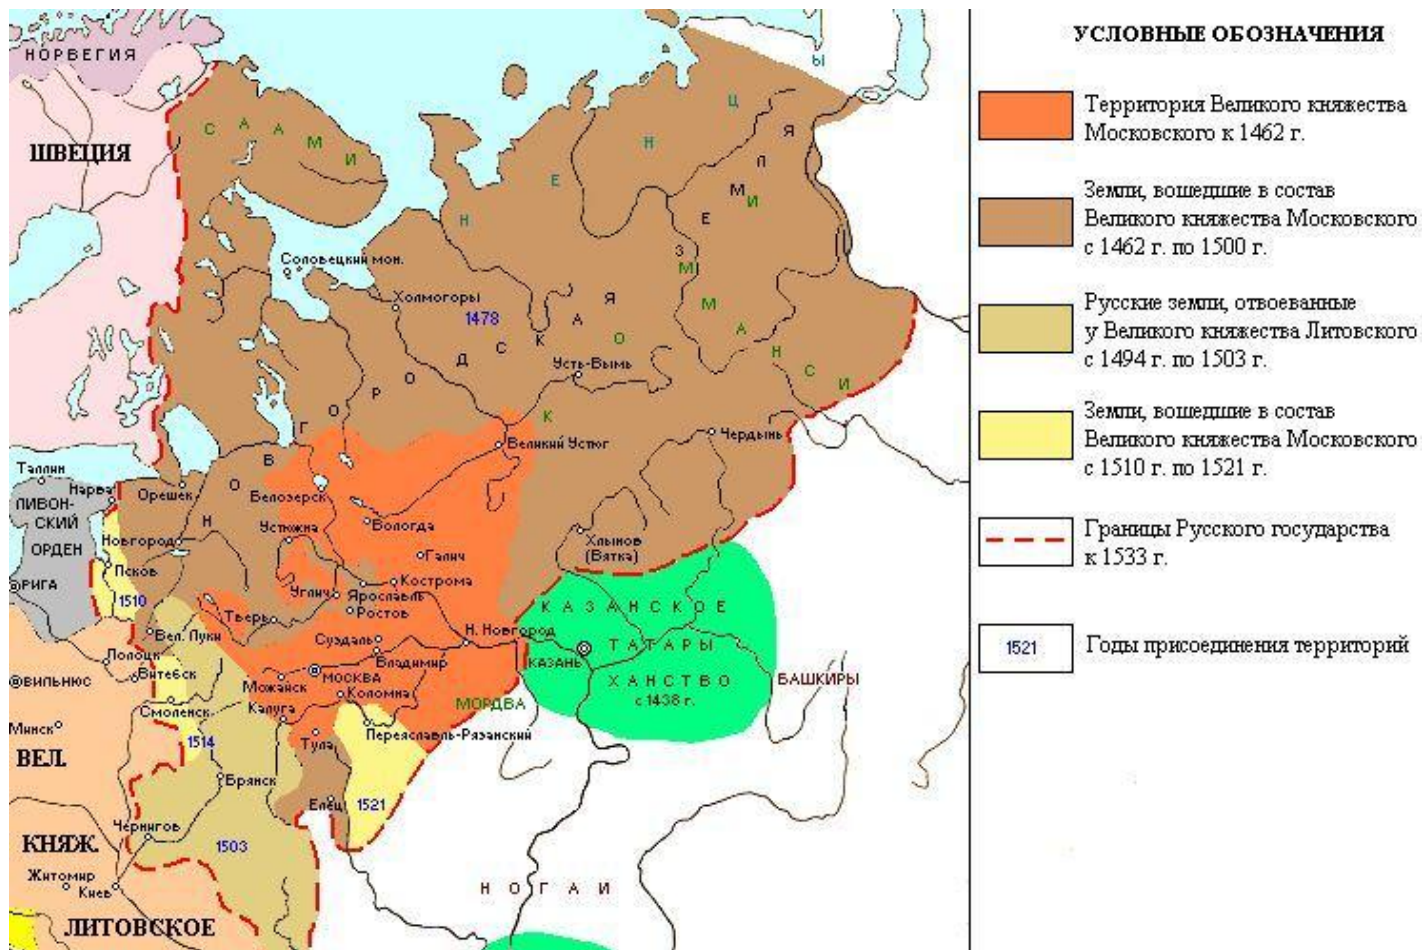 НОРВЕГИЯ
ШВЕЦИЯ
СААМИ
НЕНЦЫ
КОМИ
МАНСИ
НОВГОРОДСКАЯ ЗЕМЛЯ
Соловецкий мон.
Холмогоры
1478
Усть-Вымь
Великий Устюг
Чердынь
Таллин
Нарва
Орешек
Белозерск
ЛИВОН-
СКИЙ
ОРДЕН
РИГА
Новгород
Устюжна
Вологда
Хлынов
(Вятка)
Псков
1510
Галич
Углич
Кострома
Ярославль
Ростов
Тверь
Вел. Луки
Суздаль
Н. Новгород
Владимир
КАЗАНСКОЕ
ТАТАРЫ
ХАНСТВО
с 1438 г.
КАЗАНЬ
БАШКИРЫ
Полоцк
Витебск
ВИЛЬНЮС
Можайск
МОСКВА
Коломна
МОРДВА
Смоленск
Калуга
Переяславль-Рязанский
Минск
1514
Тула
ВЕЛ.
Брянск
Елец
1521
Чернигов
1503
КНЯЖ.
Житомир
Киев
НОГАИ
ЛИТОВСКОЕ
УСЛОВНЫЕ ОБОЗНАЧЕНИЯ
Территория Великого княжества
Московского к 1462 г.
Земли, вошедшие в состав
Великого княжества Московского
с 1462 г. по 1500 г.
Русские земли, отвоеванные
у Великого княжества Литовского
с 1494 г. по 1503 г.
Земли, вошедшие в состав
Великого княжества Московского
с 1510 г. по 1521 г.
Границы Русского государства
к 1533 г.
1521
Годы присоединения территорий